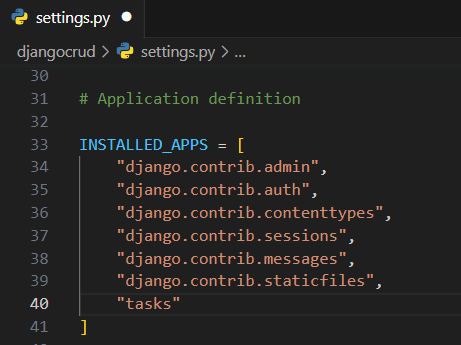 settings.py
djangocrud > settings.py > ...
30
31 # Application definition
32
33 INSTALLED_APPS = [
34     "django.contrib.admin",
35     "django.contrib.auth",
36     "django.contrib.contenttypes",
37     "django.contrib.sessions",
38     "django.contrib.messages",
39     "django.contrib.staticfiles",
40     "tasks"
41 ]